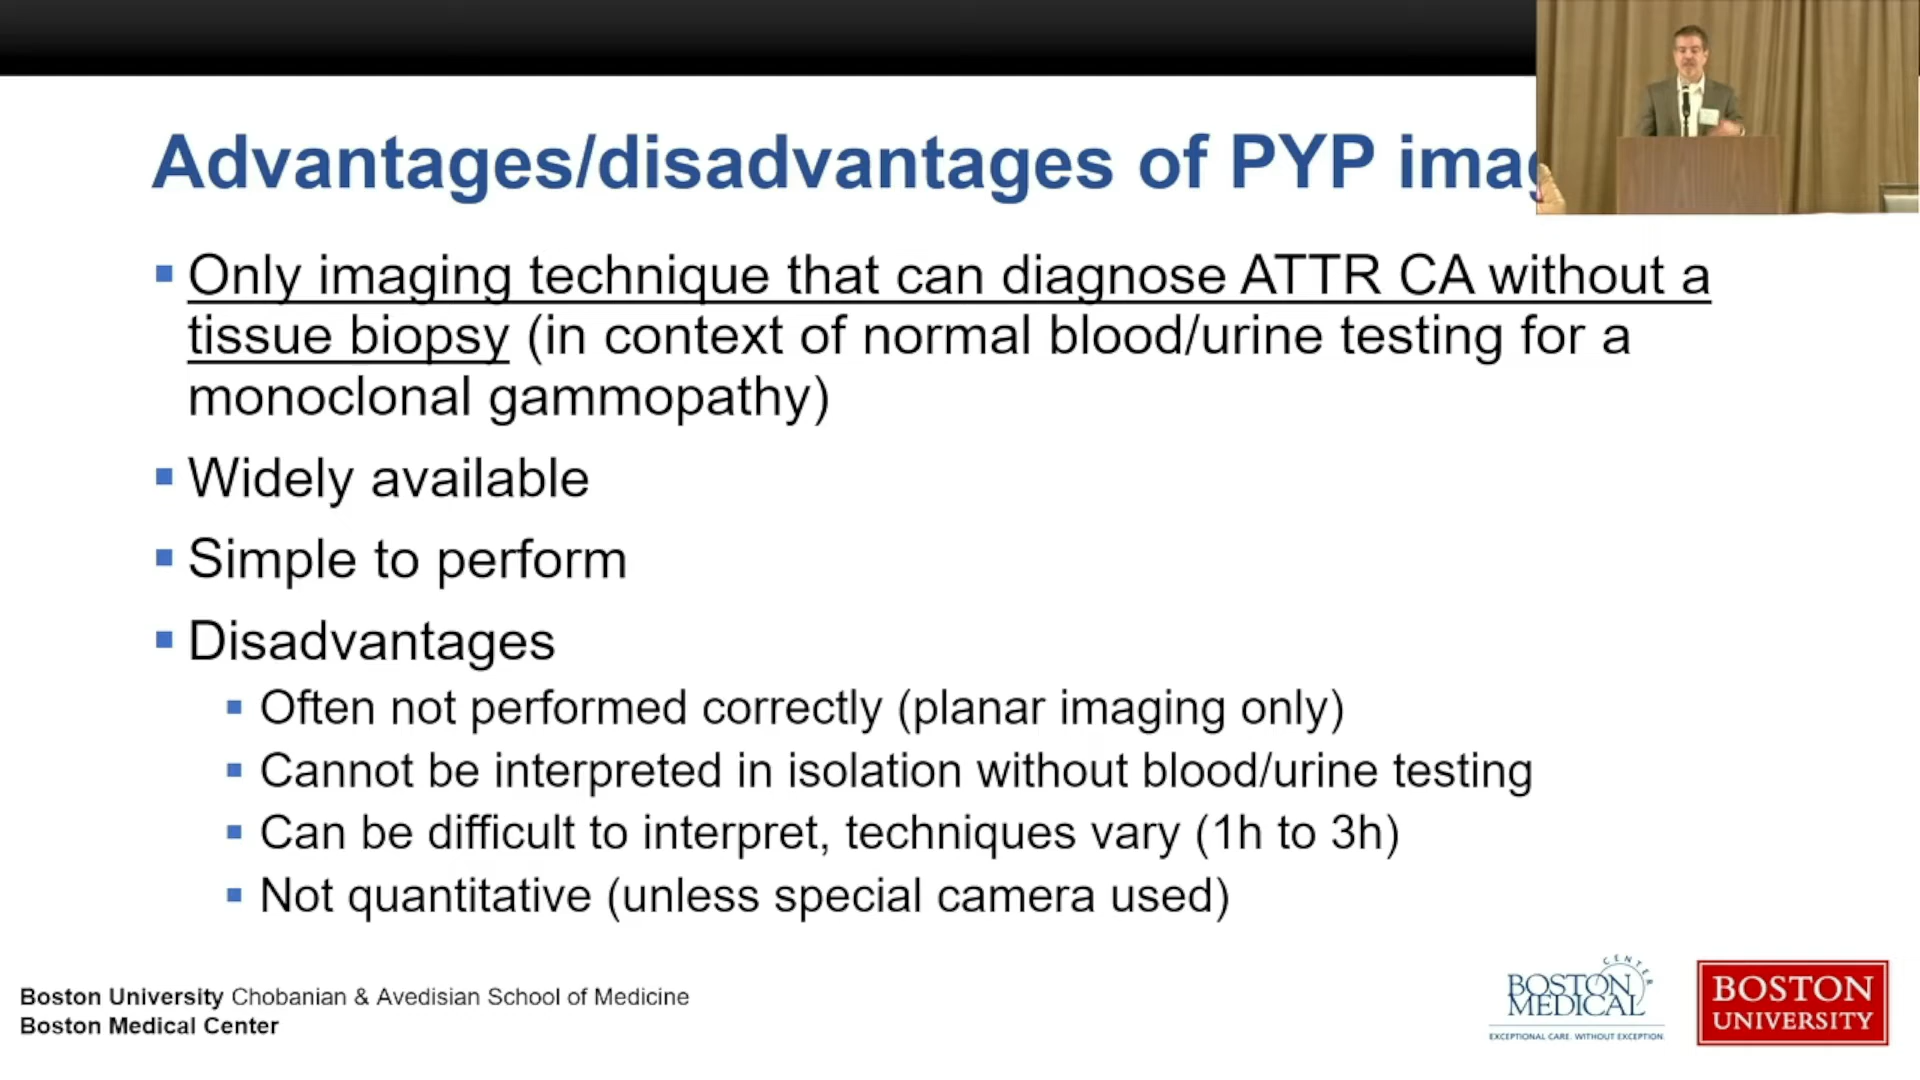 Advantages/disadvantages of PYP imag
Only imaging technique that can diagnose ATTR CA without a
tissue biopsy (in context of normal blood/urine testing for a
monoclonal gammopathy)
Widely available
Simple to perform
Disadvantages
Often not performed correctly (planar imaging only)
Cannot be interpreted in isolation without blood/urine testing
Can be difficult to interpret, techniques vary (1h to 3h)
Not quantitative (unless special camera used)
Boston University Chobanian & Avedisian School of Medicine
Boston Medical Center
BOSTON
MEDICAL
CENTER
EXCEPTIONAL CARE. WITHOUT EXCEPTION.
BOSTON
UNIVERSITY